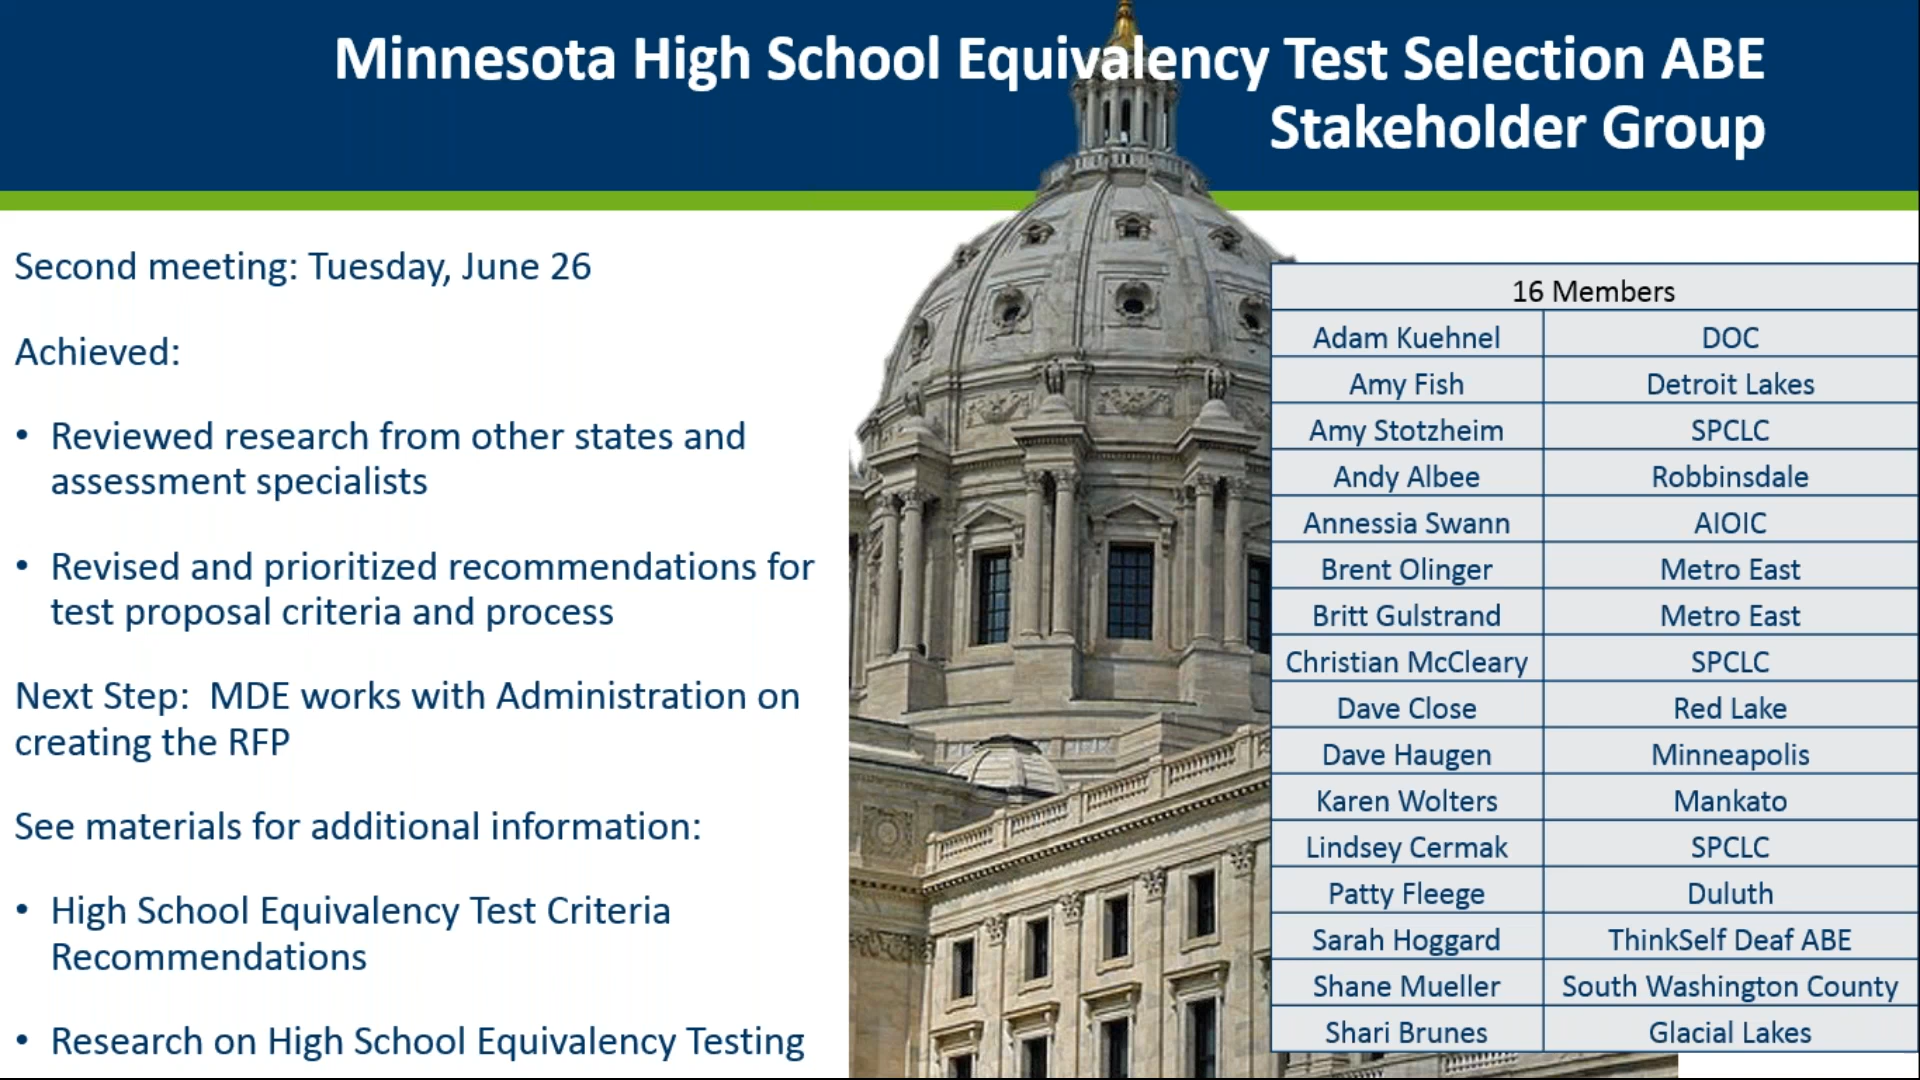 Minnesota High School Equivalency Test Selection ABE
Stakeholder Group
Second meeting: Tuesday, June 26
Achieved:
• Reviewed research from other states and
assessment specialists
• Revised and prioritized recommendations for
test proposal criteria and process
Next Step:  MDE works with Administration on
creating the RFP
See materials for additional information:
• High School Equivalency Test Criteria
Recommendations
• Research on High School Equivalency Testing
16 Members
Adam Kuehnel DOC
Amy Fish Detroit Lakes
Amy Stotzheim SPCLC
Andy Albee Robbinsdale
Annessia Swann AIOIC
Brent Olinger Metro East
Britt Gulstrand Metro East
Christian McCleary SPCLC
Dave Close Red Lake
Dave Haugen Minneapolis
Karen Wolters Mankato
Lindsey Cermak SPCLC
Patty Fleege Duluth
Sarah Hoggard ThinkSelf Deaf ABE
Shane Mueller South Washington County
Shari Brunes Glacial Lakes